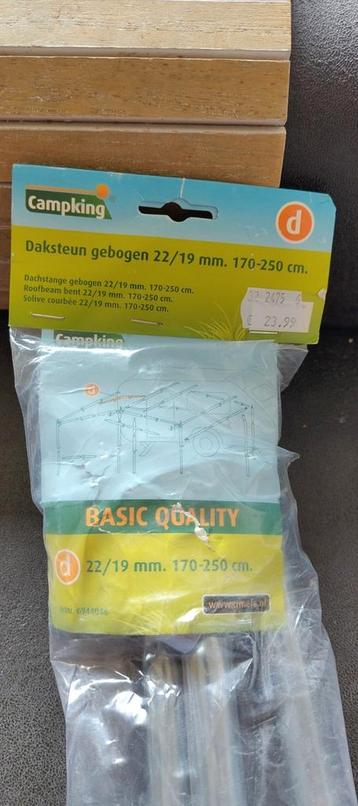 Campking
d
Daksteun gebogen 22/19 mm. 170-250 cm.
Dachstange gebogen 22/19 mm. 170-250 cm.
Roofbeam bent 22/19 mm. 170-250 cm.
Solive courbée 22/19 mm. 170-250 cm.
2475
€ 23.99
Campking
d
BASIC QUALITY
d 22/19 mm. 170-250 cm.